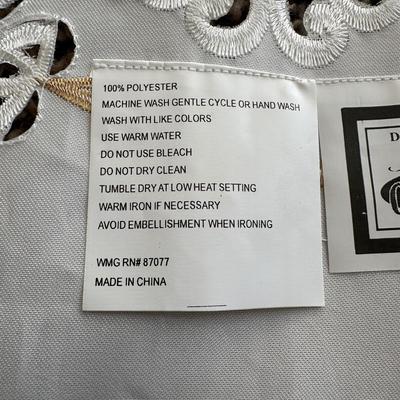 100% POLYESTER
MACHINE WASH GENTLE CYCLE OR HAND WASH
WASH WITH LIKE COLORS
USE WARM WATER
DO NOT USE BLEACH
DO NOT DRY CLEAN
TUMBLE DRY AT LOW HEAT SETTING
WARM IRON IF NECESSARY
AVOID EMBELLISHMENT WHEN IRONING
WMG RN# 87077
MADE IN CHINA